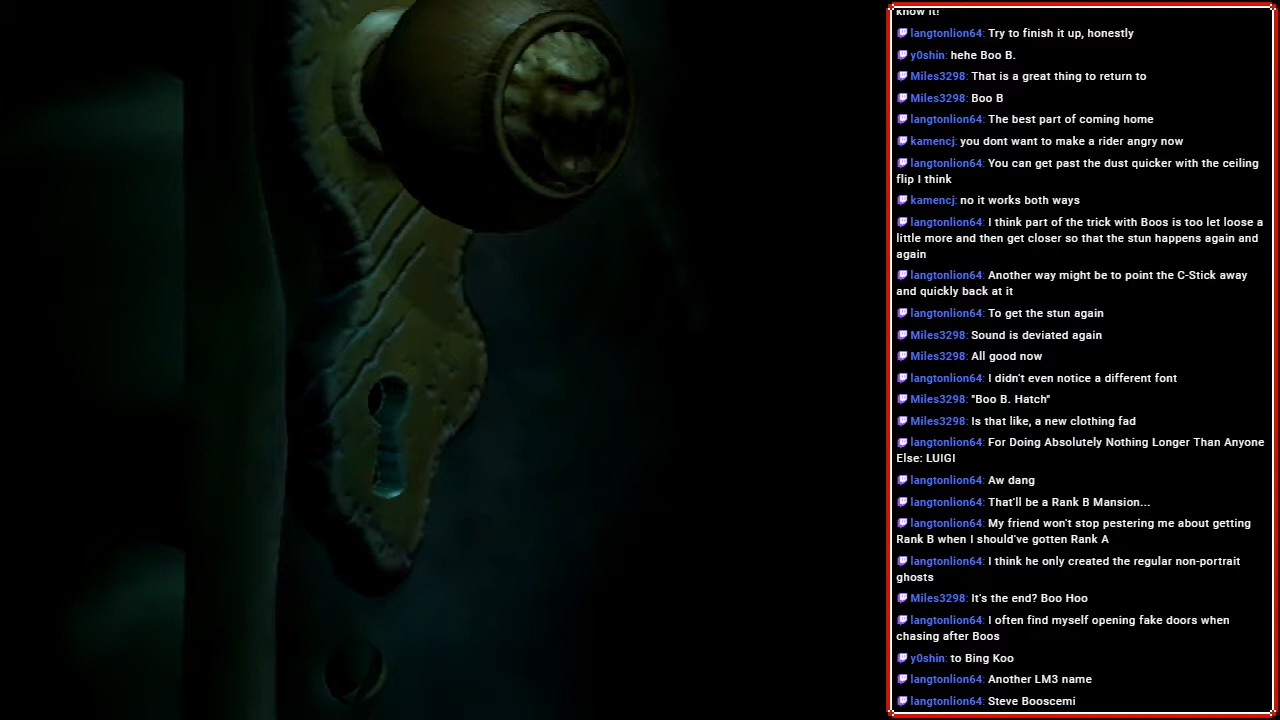 know it!
langtonlion64: Try to finish it up, honestly
y0shin: hehe Boo B.
Miles3298: That is a great thing to return to
Miles3298: Boo B
langtonlion64: The best part of coming home
kamencj: you dont want to make a rider angry now
langtonlion64: You can get past the dust quicker with the ceiling
flip I think
kamencj: no it works both ways
langtonlion64: I think part of the trick with Boos is too let loose a
little more and then get closer so that the stun happens again and
again
langtonlion64: Another way might be to point the C-Stick away
and quickly back at it
langtonlion64: To get the stun again
Miles3298: Sound is deviated again
Miles3298: All good now
langtonlion64: I didn't even notice a different font
Miles3298: "Boo B. Hatch"
Miles3298: Is that like, a new clothing fad
langtonlion64: For Doing Absolutely Nothing Longer Than Anyone
Else: LUIGI
langtonlion64: Aw dang
langtonlion64: That'll be a Rank B Mansion...
langtonlion64: My friend won't stop pestering me about getting
Rank B when I should've gotten Rank A
langtonlion64: I think he only created the regular non-portrait
ghosts
Miles3298: It's the end? Boo Hoo
langtonlion64: I often find myself opening fake doors when
chasing after Boos
y0shin: to Bing Koo
langtonlion64: Another LM3 name
langtonlion64: Steve Booscemi